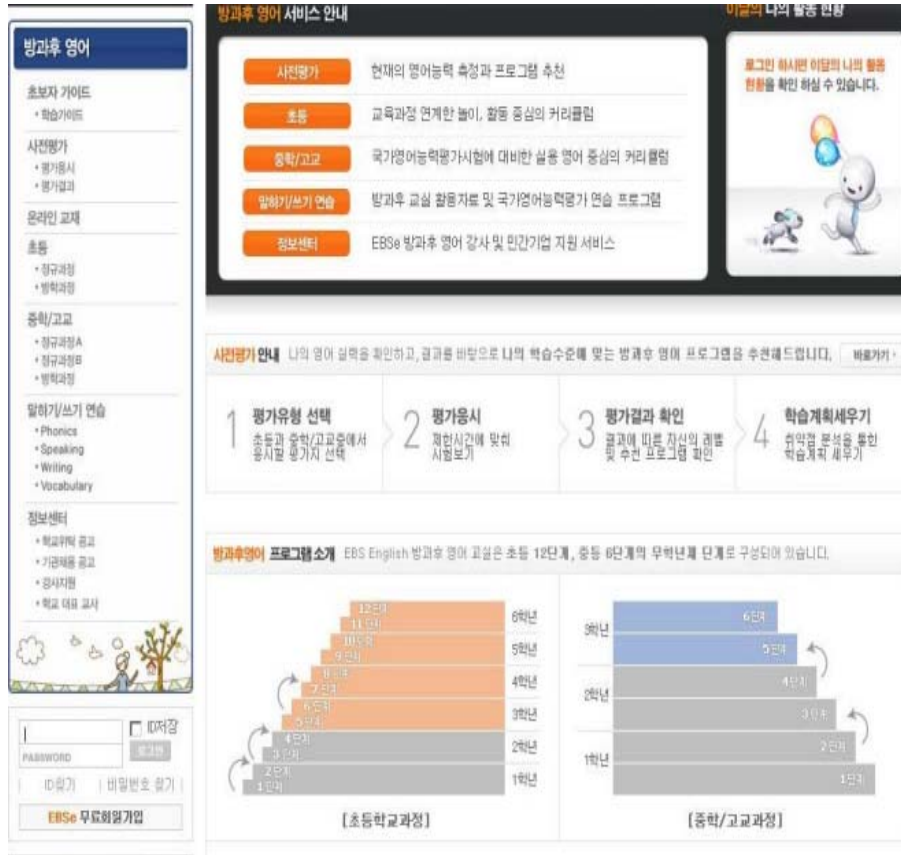 방과후 영어
초보자 가이드
• 학습가이드
사전평가
• 평가응시
• 평가결과
온라인 교재
초등
• 정규과정
• 방학과정
중학/고교
• 정규과정A
• 정규과정B
• 방학과정
말하기/쓰기 연습
• Phonics
• Speaking
• Writing
• Vocabulary
정보센터
• 학교위탁 공고
• 기관채용 공고
• 강사지원
• 학교 대표 교사
ID저장
PASSWORD
로그인
ID찾기 | 비밀번호 찾기
EBSe 무료회원가입
방과후 영어 서비스 안내
사전평가 현재의 영어능력 측정과 프로그램 추천
초등 교육과정 연계한 놀이, 활동 중심의 커리큘럼
중학/고교 국가영어능력평가시험에 대비한 실용 영어 중심의 커리큘럼
말하기/쓰기 연습 방과후 교실 활용자료 및 국가영어능력평가 연습 프로그램
정보센터 EBSe 방과후 영어 강사 및 민간기업 지원 서비스
이달의 나의 활동 현황
로그인 하시면 이달의 나의 활동
현황을 확인 하실 수 있습니다.
사전평가 안내 나의 영어 실력을 확인하고, 결과를 바탕으로 나의 학습수준에 맞는 방과후 영어 프로그램을 추천해드립니다. 바로가기
1 평가유형 선택
초등과 중학/고교중에서
응시할 평가지 선택
2 평가응시
제한시간에 맞춰
시험보기
3 평가결과 확인
결과에 따른 자신의 레벨
및 추천 프로그램 확인
4 학습계획세우기
취약점 분석을 통한
학습계획 세우기
방과후영어 프로그램 소개 EBS English 방과후 영어 교실은 초등 12단계, 중등 6단계의 무학년제 단계로 구성되어 있습니다.
12단계
11단계
6학년
10단계
9단계
5학년
8단계
7단계
4학년
6단계
5단계
3학년
4단계
3단계
2학년
2단계
1단계
1학년
[초등학교과정]
6단계
3학년
5단계
4단계
2학년
3단계
2단계
1학년
1단계
[중학/고교과정]